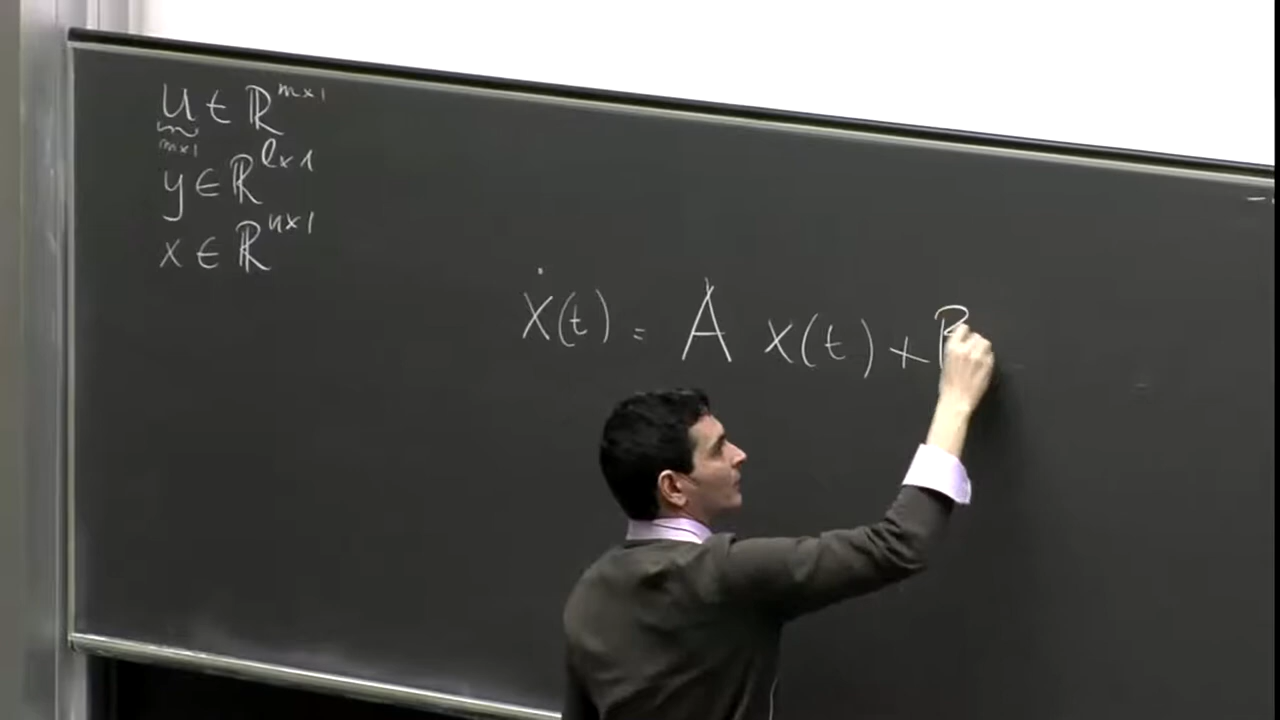 u ∈ ℝ^{m×1}
m×1
y ∈ ℝ^{l×1}
x ∈ ℝ^{n×1}
ẋ(t) = A x(t) + B